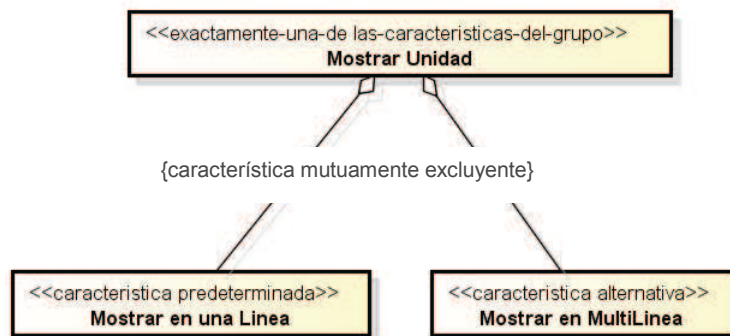 <<exactamente-una-de las-caracteristicas-del-grupo>>
Mostrar Unidad
{característica mutuamente excluyente}
<<caracteristica predeterminada>>
Mostrar en una Linea
<<caracteristica alternativa>>
Mostrar en MultiLinea